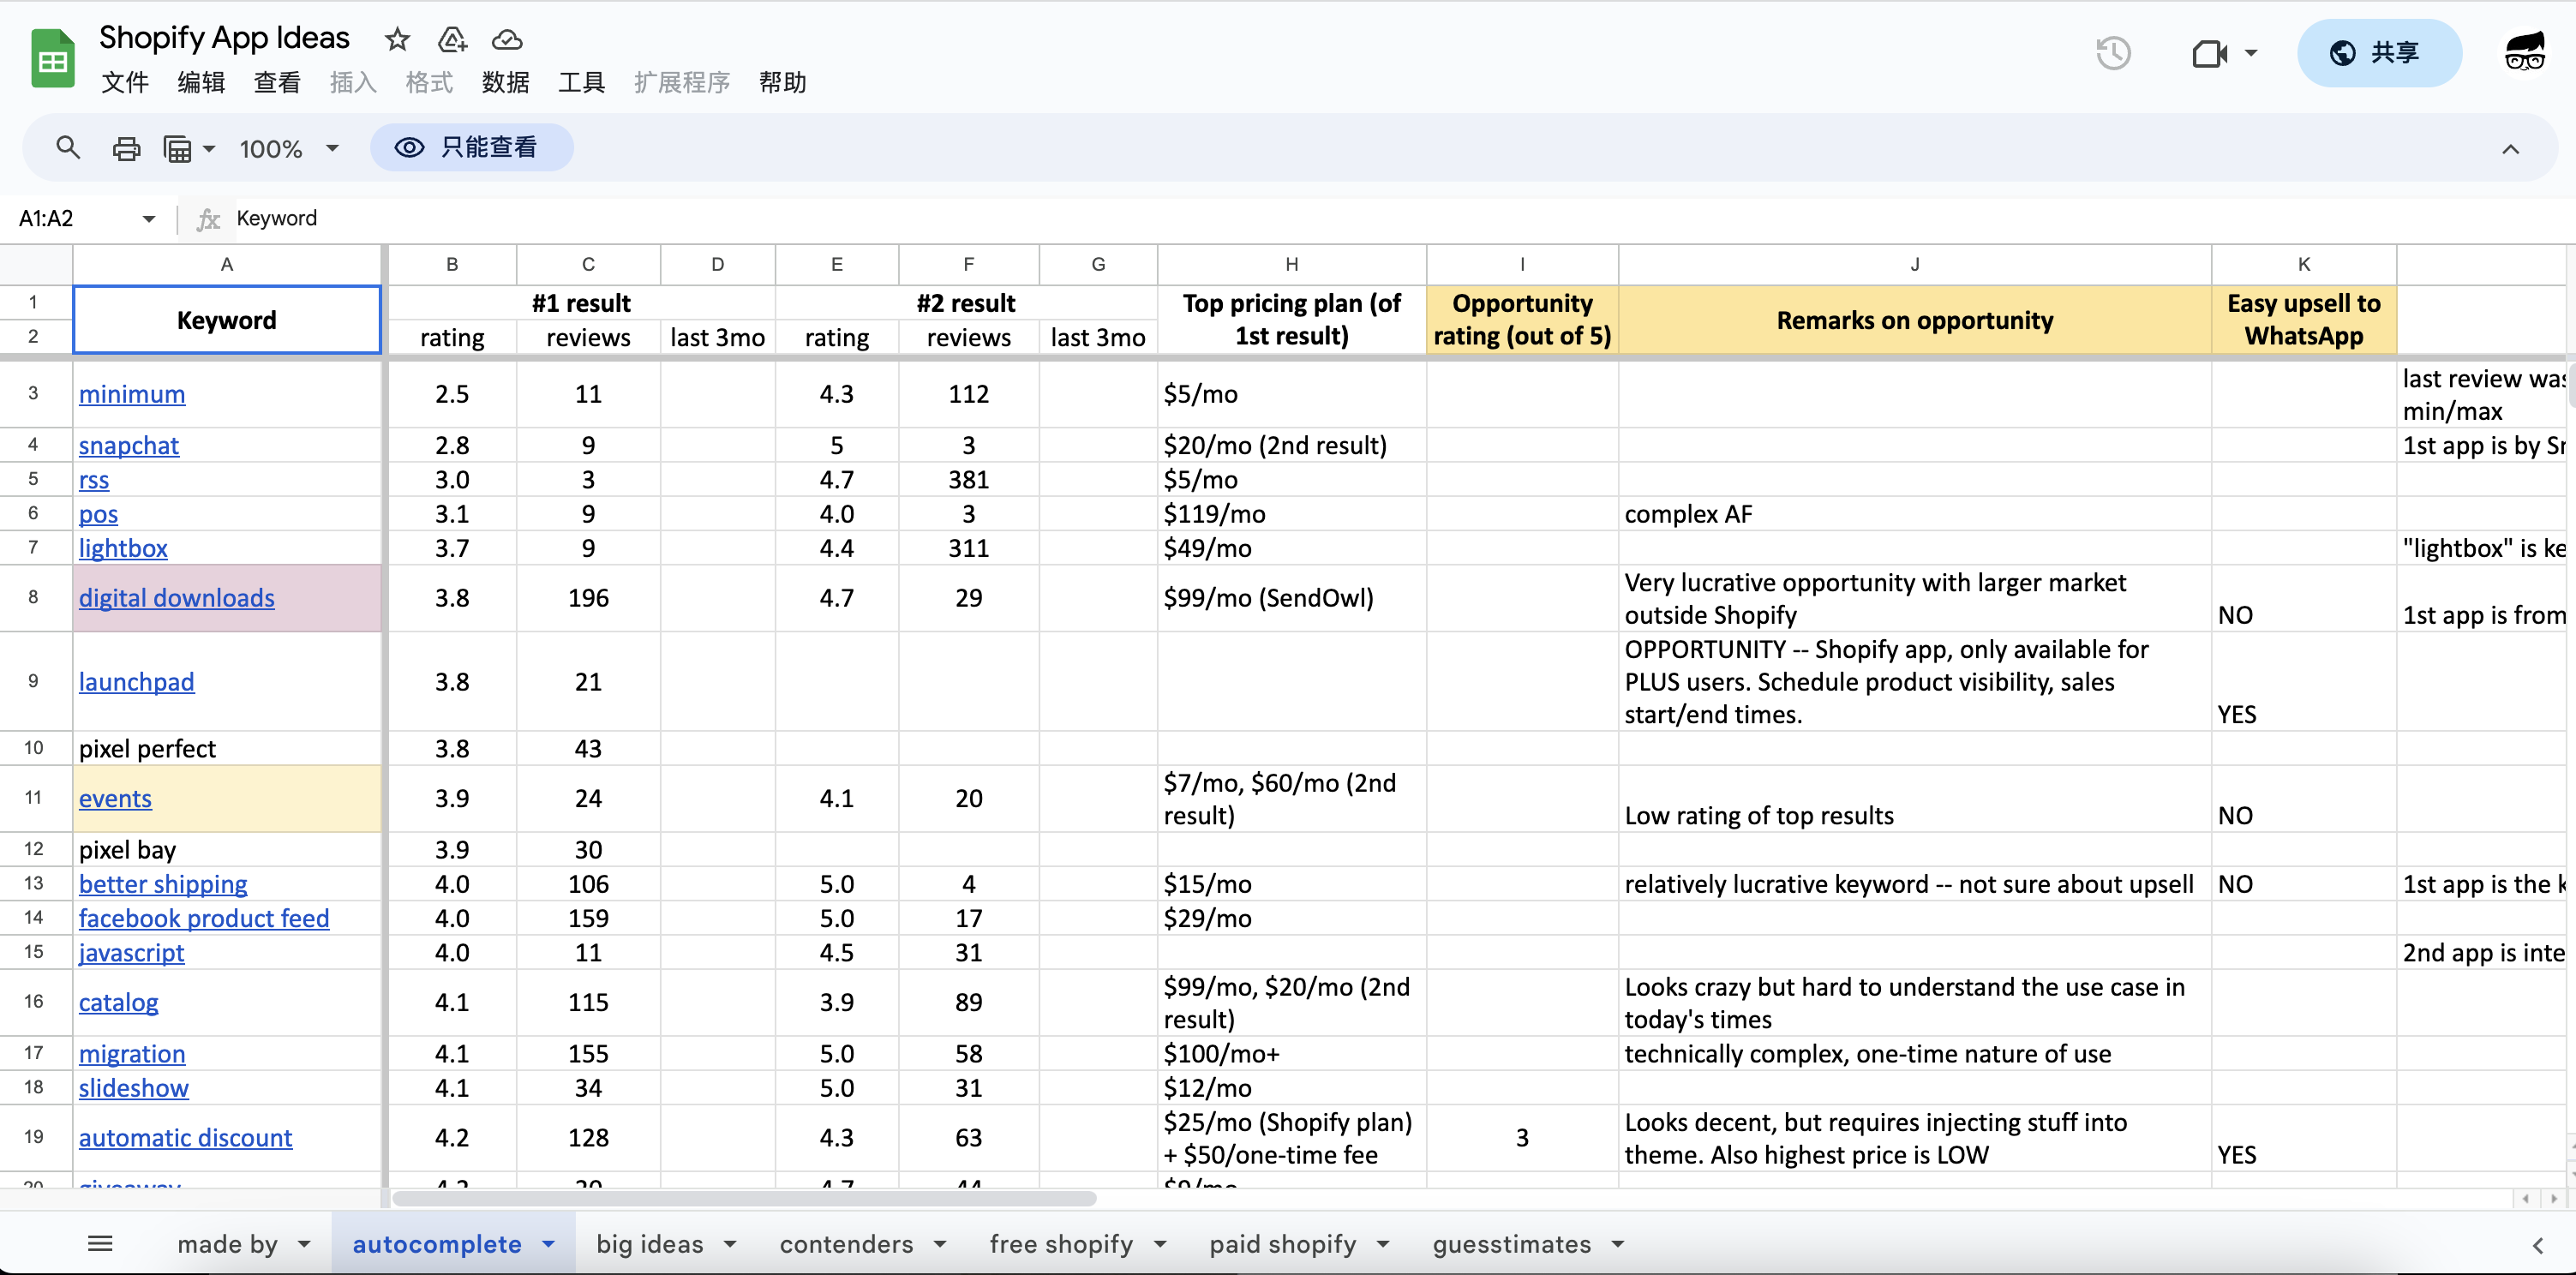 Shopify App Ideas
文件 编辑 查看 插入 格式 数据 工具 扩展程序 帮助
共享
100% 只能查看
A1:A2 fx Keyword
A B C D E F G H I J K
1 Keyword #1 result #2 result Top pricing plan (of 1st result) Opportunity rating (out of 5) Remarks on opportunity Easy upsell to WhatsApp
2 rating reviews last 3mo rating reviews last 3mo
3 minimum 2.5 11 4.3 112 $5/mo last review was min/max
4 snapchat 2.8 9 5 3 $20/mo (2nd result) 1st app is by Sn
5 rss 3.0 3 4.7 381 $5/mo
6 pos 3.1 9 4.0 3 $119/mo complex AF
7 lightbox 3.7 9 4.4 311 $49/mo "lightbox" is ke
8 digital downloads 3.8 196 4.7 29 $99/mo (SendOwl) Very lucrative opportunity with larger market outside Shopify NO 1st app is from
9 launchpad 3.8 21 OPPORTUNITY -- Shopify app, only available for PLUS users. Schedule product visibility, sales start/end times. YES
10 pixel perfect 3.8 43
11 events 3.9 24 4.1 20 $7/mo, $60/mo (2nd result) Low rating of top results NO
12 pixel bay 3.9 30
13 better shipping 4.0 106 5.0 4 $15/mo relatively lucrative keyword -- not sure about upsell NO 1st app is the k
14 facebook product feed 4.0 159 5.0 17 $29/mo
15 javascript 4.0 11 4.5 31 2nd app is inte
16 catalog 4.1 115 3.9 89 $99/mo, $20/mo (2nd result) Looks crazy but hard to understand the use case in today's times
17 migration 4.1 155 5.0 58 $100/mo+ technically complex, one-time nature of use
18 slideshow 4.1 34 5.0 31 $12/mo
19 automatic discount 4.2 128 4.3 63 $25/mo (Shopify plan) + $50/one-time fee 3 Looks decent, but requires injecting stuff into theme. Also highest price is LOW YES
made by autocomplete big ideas contenders free shopify paid shopify guesstimates